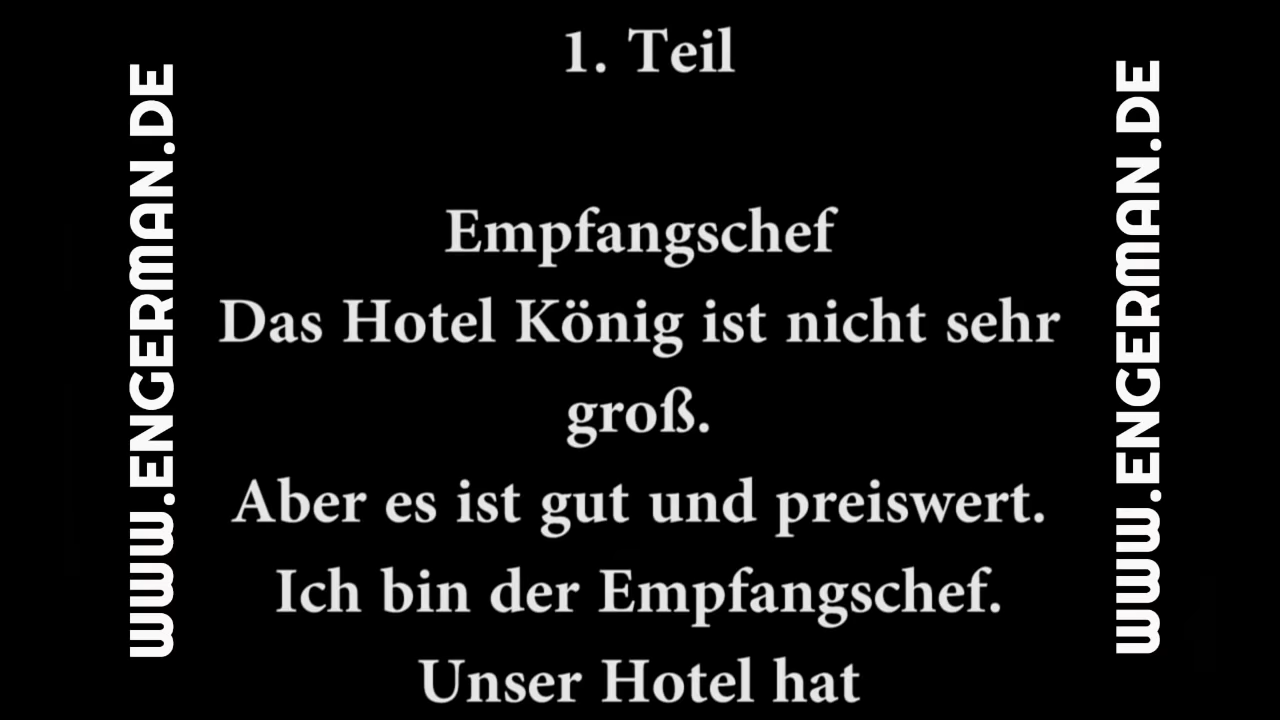 1. Teil
Empfangschef
Das Hotel König ist nicht sehr
groß.
Aber es ist gut und preiswert.
Ich bin der Empfangschef.
Unser Hotel hat
WWW.ENGERMAN.DE
WWW.ENGERMAN.DE